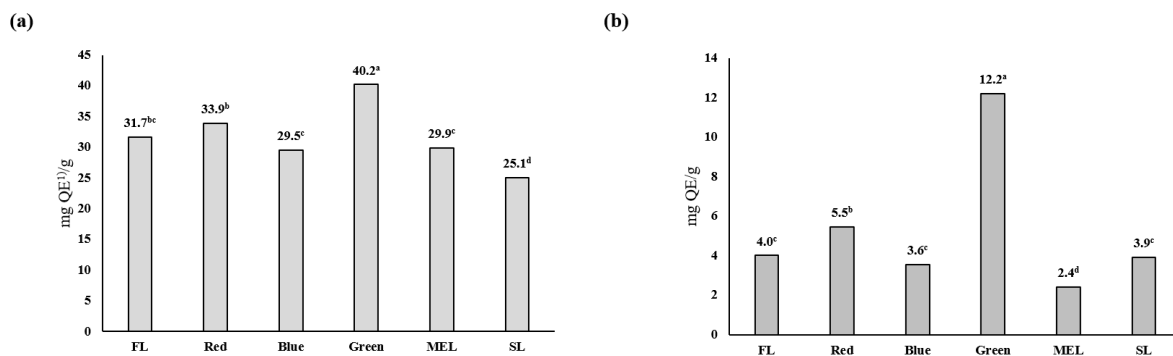 (a)
mg QE¹⁾/g
45
40
35
30
25
20
15
10
5
0
31.7ᵇᶜ
33.9ᵇ
29.5ᶜ
40.2ᵃ
29.9ᶜ
25.1ᵈ
FL Red Blue Green MEL SL
(b)
mg QE/g
14
12
10
8
6
4
2
0
4.0ᶜ
5.5ᵇ
3.6ᶜ
12.2ᵃ
2.4ᵈ
3.9ᶜ
FL Red Blue Green MEL SL